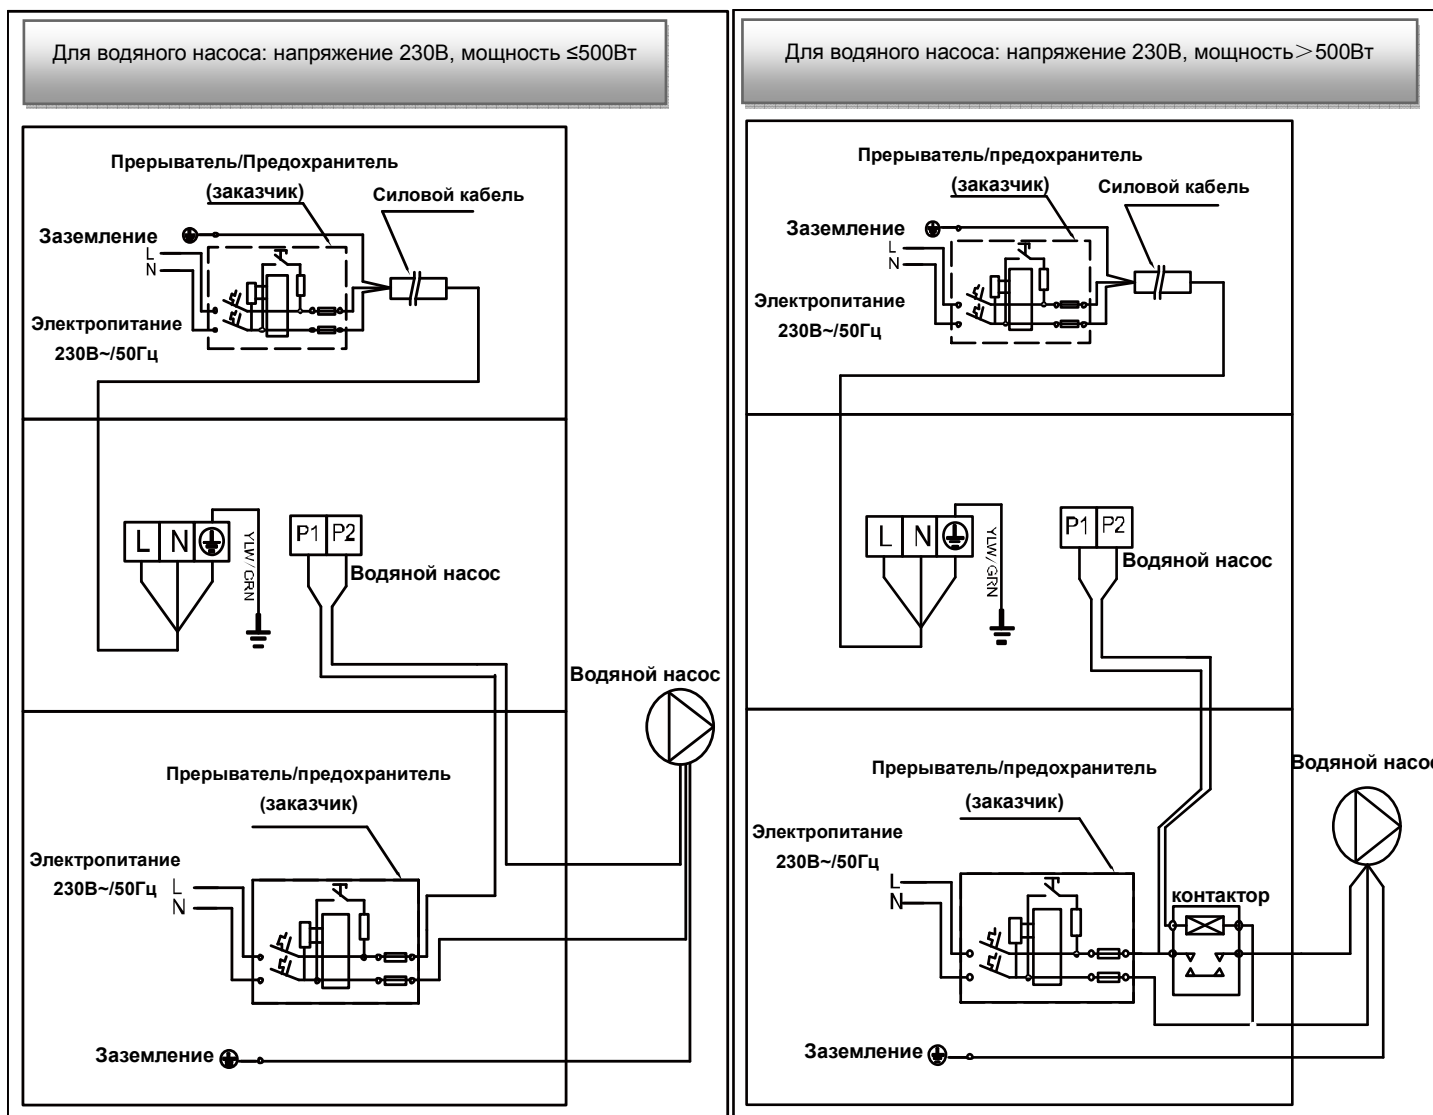 Для водяного насоса: напряжение 230В, мощность ≤500Вт
Прерыватель/Предохранитель
(заказчик)
Силовой кабель
Заземление
L
N
Электропитание
230В~/50Гц
L N
YLW/GRN
P1 P2
Водяной насос
Водяной насос
Прерыватель/предохранитель
(заказчик)
Электропитание
230В~/50Гц
L
N
Заземление
Для водяного насоса: напряжение 230В, мощность＞500Вт
Прерыватель/предохранитель
(заказчик)
Силовой кабель
Заземление
L
N
Электропитание
230В~/50Гц
L N
YLW/GRN
P1 P2
Водяной насос
Водяной насос
Прерыватель/предохранитель
(заказчик)
Электропитание
230В~/50Гц
L
N
контактор
Заземление